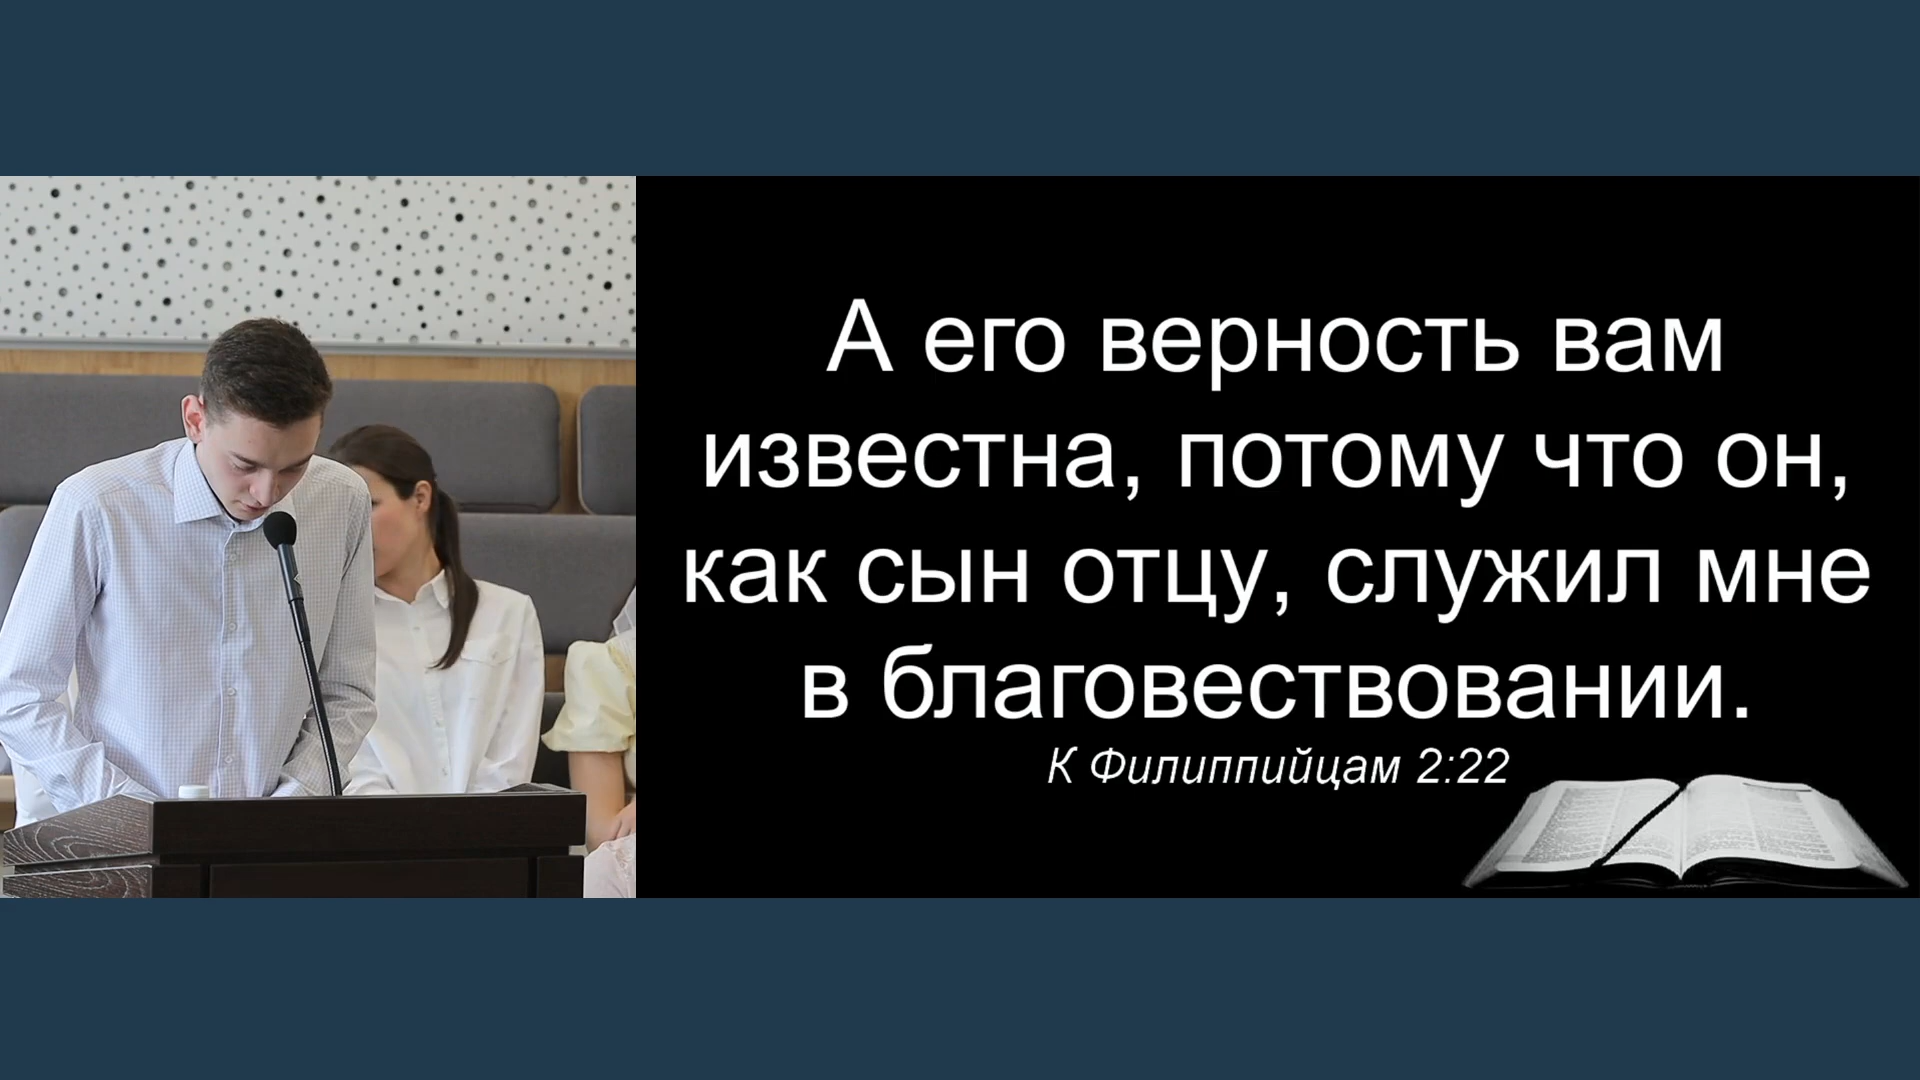 А его верность вам
известна, потому что он,
как сын отцу, служил мне
в благовествовании.
К Филиппийцам 2:22